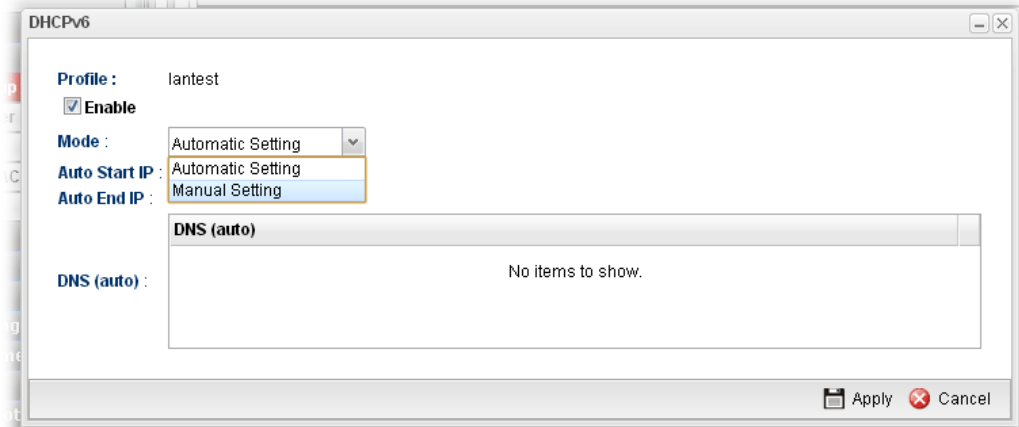 DHCPv6
Profile : lantest
Enable
Mode : Automatic Setting
Automatic Setting
Auto Start IP :
Manual Setting
Auto End IP :
DNS (auto)
DNS (auto) :
No items to show.
Apply Cancel